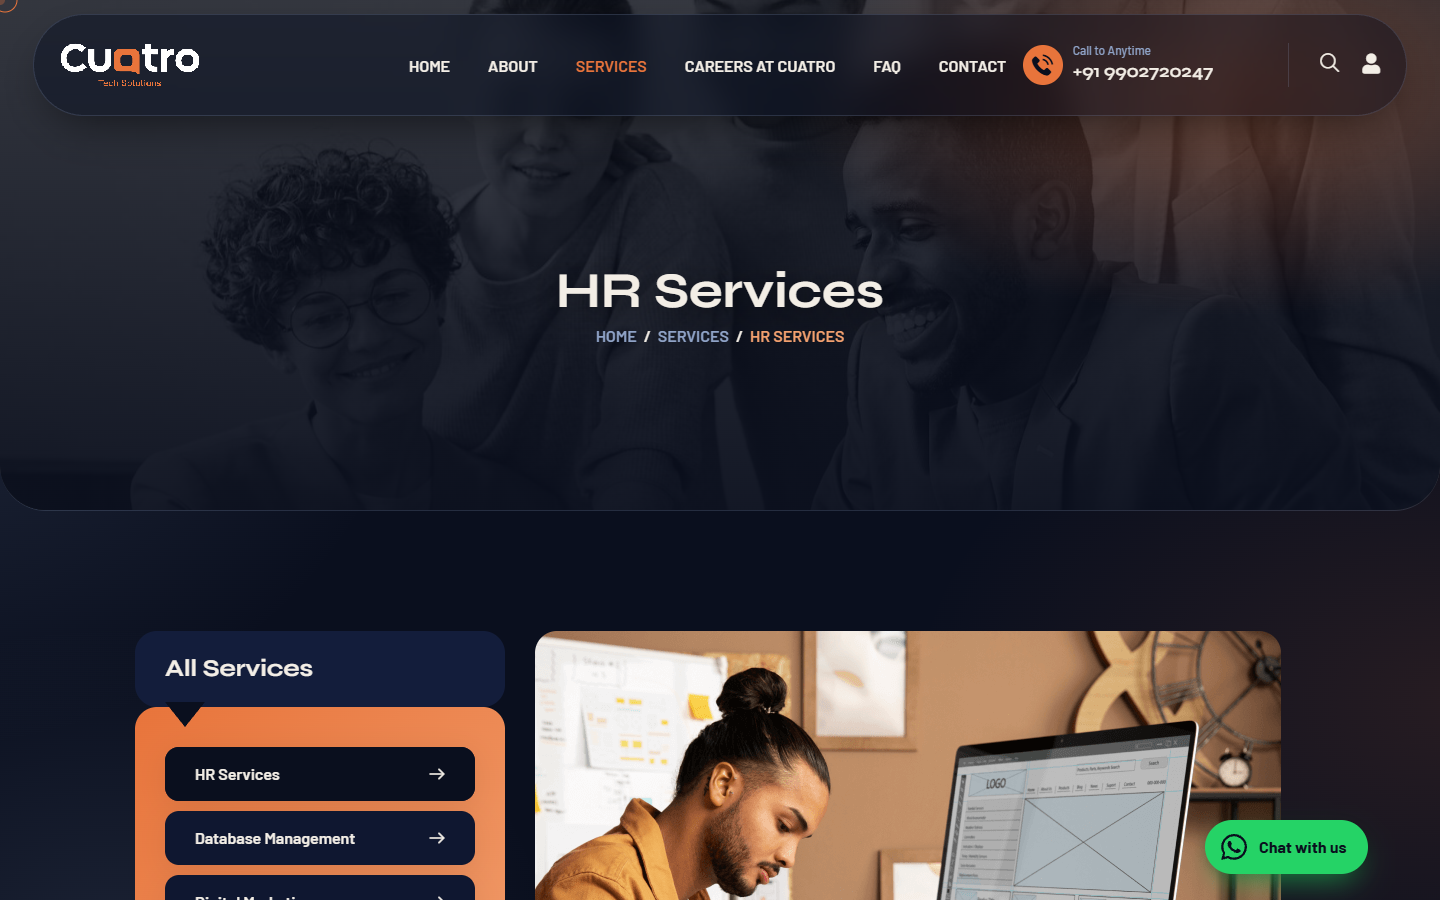 Cuatro
Tech Solutions
HOME
ABOUT
SERVICES
CAREERS AT CUATRO
FAQ
CONTACT
Call to Anytime
+91 9902720247
HR Services
HOME / SERVICES / HR SERVICES
All Services
HR Services
Database Management
LOGO
Search
Chat with us